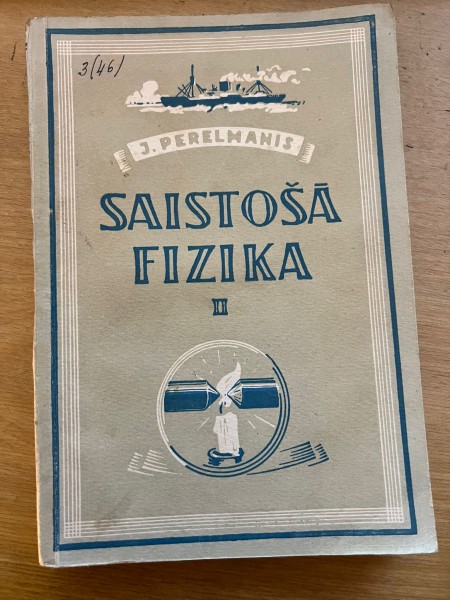 3(46)
J. PERELMANIS
SAISTOŠĀ
FIZIKA
II